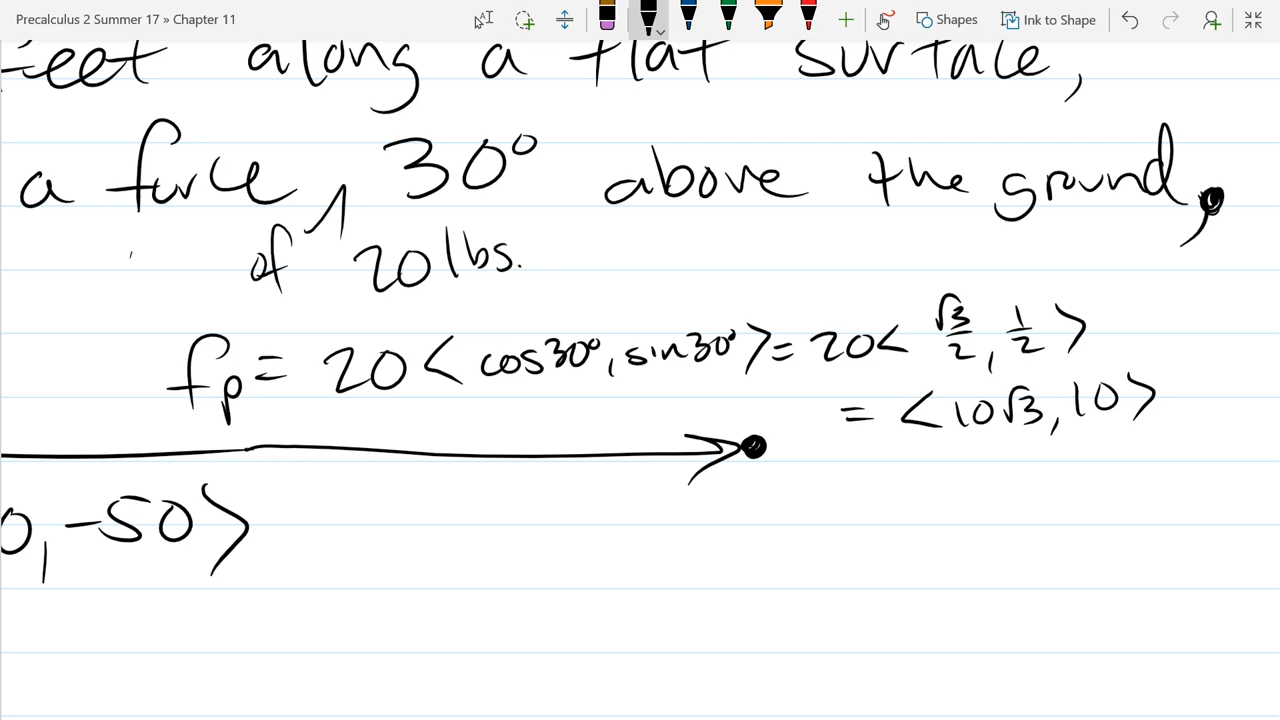 Precalculus 2 Summer 17 » Chapter 11
Shapes
Ink to Shape
feet along a flat surface,
a force, 30° above the ground,
of 20 lbs.
f_p = 20 < cos30°, sin30° > = 20 < √3/2, 1/2 >
= < 10√3, 10 >
0, -50 >